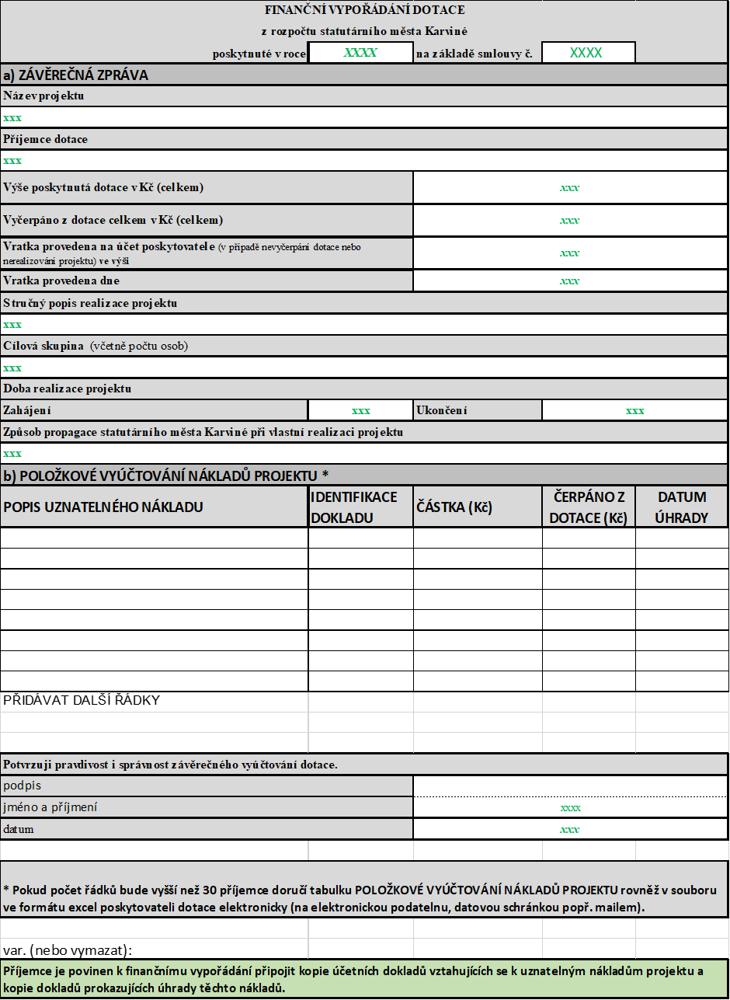 FINANČNÍ VYPOŘÁDÁNÍ DOTACE
z rozpočtu statutárního města Karviné
poskytnuté v roce XXXX na základě smlouvy č. XXXX
a) ZÁVĚREČNÁ ZPRÁVA
Název projektu
xxx
Příjemce dotace
xxx
Výše poskytnutá dotace v Kč (celkem) xxx
Vyčerpáno z dotace celkem v Kč (celkem) xxx
Vratka provedena na účet poskytovatele (v případě nevyčerpání dotace nebo
nerealizování projektu) ve výši xxx
Vratka provedena dne xxx
Stručný popis realizace projektu
xxx
Cílová skupina (včetně počtu osob)
xxx
Doba realizace projektu
Zahájení xxx Ukončení xxx
Způsob propagace statutárního města Karviné při vlastní realizaci projektu
xxx
b) POLOŽKOVÉ VYÚČTOVÁNÍ NÁKLADŮ PROJEKTU *
POPIS UZNATELNÉHO NÁKLADU
IDENTIFIKACE
DOKLADU
ČÁSTKA (Kč)
ČERPÁNO Z
DOTACE (Kč)
DATUM
ÚHRADY
PŘIDÁVAT DALŠÍ ŘÁDKY
Potvrzuji pravdivost i správnost závěrečného vyúčtování dotace.
podpis
jméno a příjmení xxxx
datum xxx
* Pokud počet řádků bude vyšší než 30 příjemce doručí tabulku POLOŽKOVÉ VYÚČTOVÁNÍ NÁKLADŮ PROJEKTU rovněž v souboru
ve formátu excel poskytovateli dotace elektronicky (na elektronickou podatelnu, datovou schránkou popř. mailem).
var. (nebo vymazat):
Příjemce je povinen k finančnímu vypořádání připojit kopie účetních dokladů vztahujících se k uznatelným nákladům projektu a
kopie dokladů prokazujících úhrady těchto nákladů.